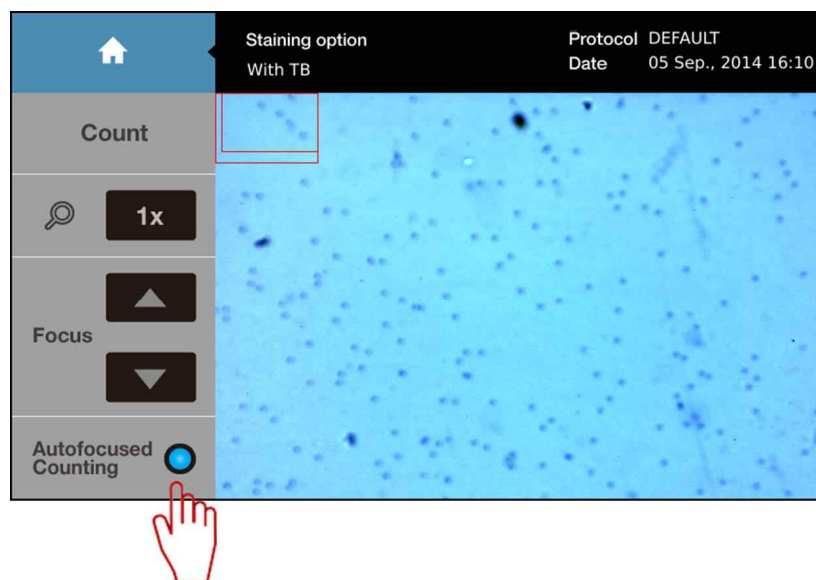 Staining option
With TB
Protocol DEFAULT
Date 05 Sep., 2014 16:10
Count
1x
Focus
Autofocused
Counting